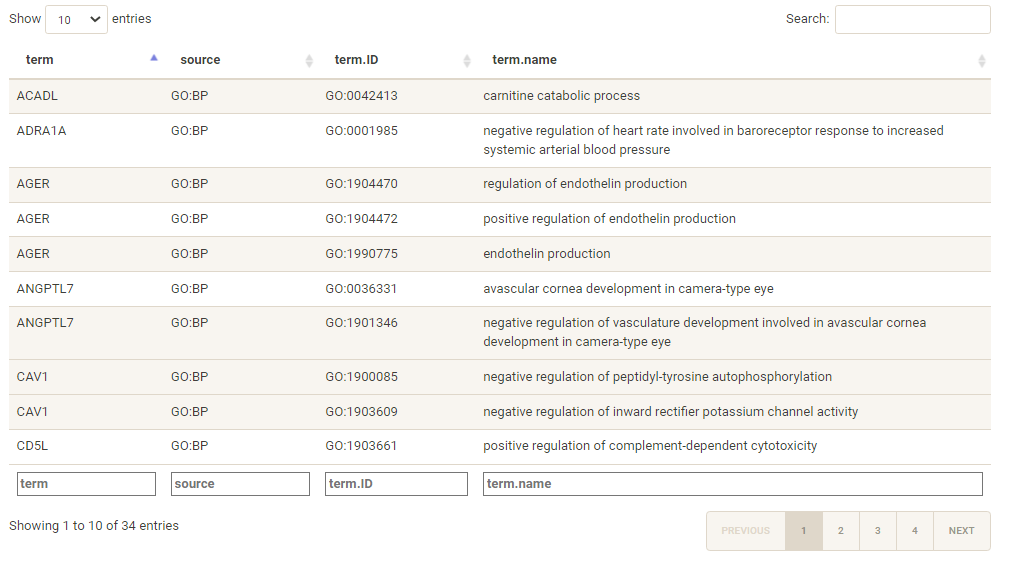 Show 10 entries Search:
term source term.ID term.name
ACADL GO:BP GO:0042413 carnitine catabolic process
ADRA1A GO:BP GO:0001985 negative regulation of heart rate involved in baroreceptor response to increased
systemic arterial blood pressure
AGER GO:BP GO:1904470 regulation of endothelin production
AGER GO:BP GO:1904472 positive regulation of endothelin production
AGER GO:BP GO:1990775 endothelin production
ANGPTL7 GO:BP GO:0036331 avascular cornea development in camera-type eye
ANGPTL7 GO:BP GO:1901346 negative regulation of vasculature development involved in avascular cornea
development in camera-type eye
CAV1 GO:BP GO:1900085 negative regulation of peptidyl-tyrosine autophosphorylation
CAV1 GO:BP GO:1903609 negative regulation of inward rectifier potassium channel activity
CD5L GO:BP GO:1903661 positive regulation of complement-dependent cytotoxicity
term source term.ID term.name
Showing 1 to 10 of 34 entries PREVIOUS 1 2 3 4 NEXT